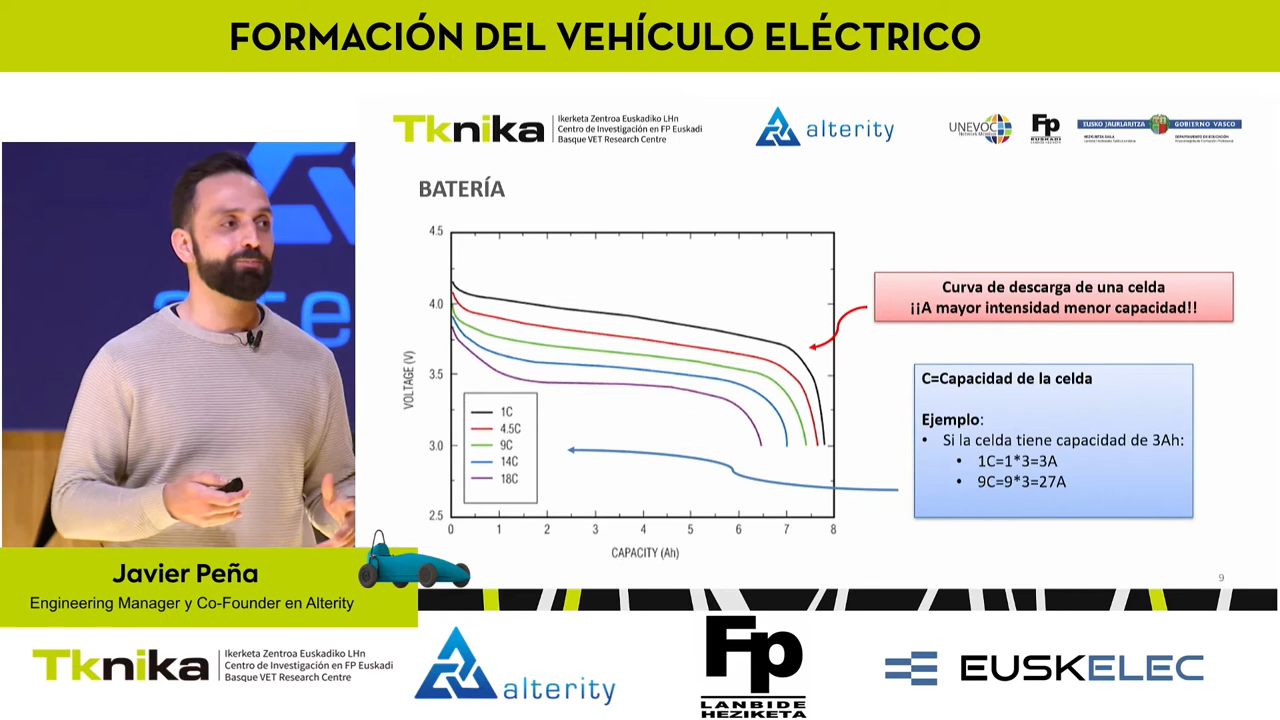 FORMACIÓN DEL VEHÍCULO ELÉCTRICO
Tknika
Ikerketa Zentroa Euskadiko LHn
Centro de Investigación en FP Euskadi
Basque VET Research Centre
alterity
UNEVOC
Network Member
Fp
EUSKADI
LANBIDE HEZIKETA
EUSKO JAURLARITZA
GOBIERNO VASCO
BATERÍA
4.5
4.0
3.5
3.0
2.5
VOLTAGE (V)
1C
4.5C
9C
14C
18C
0 1 2 3 4 5 6 7 8
CAPACITY (Ah)
Curva de descarga de una celda
¡¡A mayor intensidad menor capacidad!!
C=Capacidad de la celda
Ejemplo:
• Si la celda tiene capacidad de 3Ah:
• 1C=1*3=3A
• 9C=9*3=27A
9
Javier Peña
Engineering Manager y Co-Founder en Alterity
Tknika
Ikerketa Zentroa Euskadiko LHn
Centro de Investigación en FP Euskadi
Basque VET Research Centre
alterity
Fp
LANBIDE
HEZIKETA
EUSKELEC